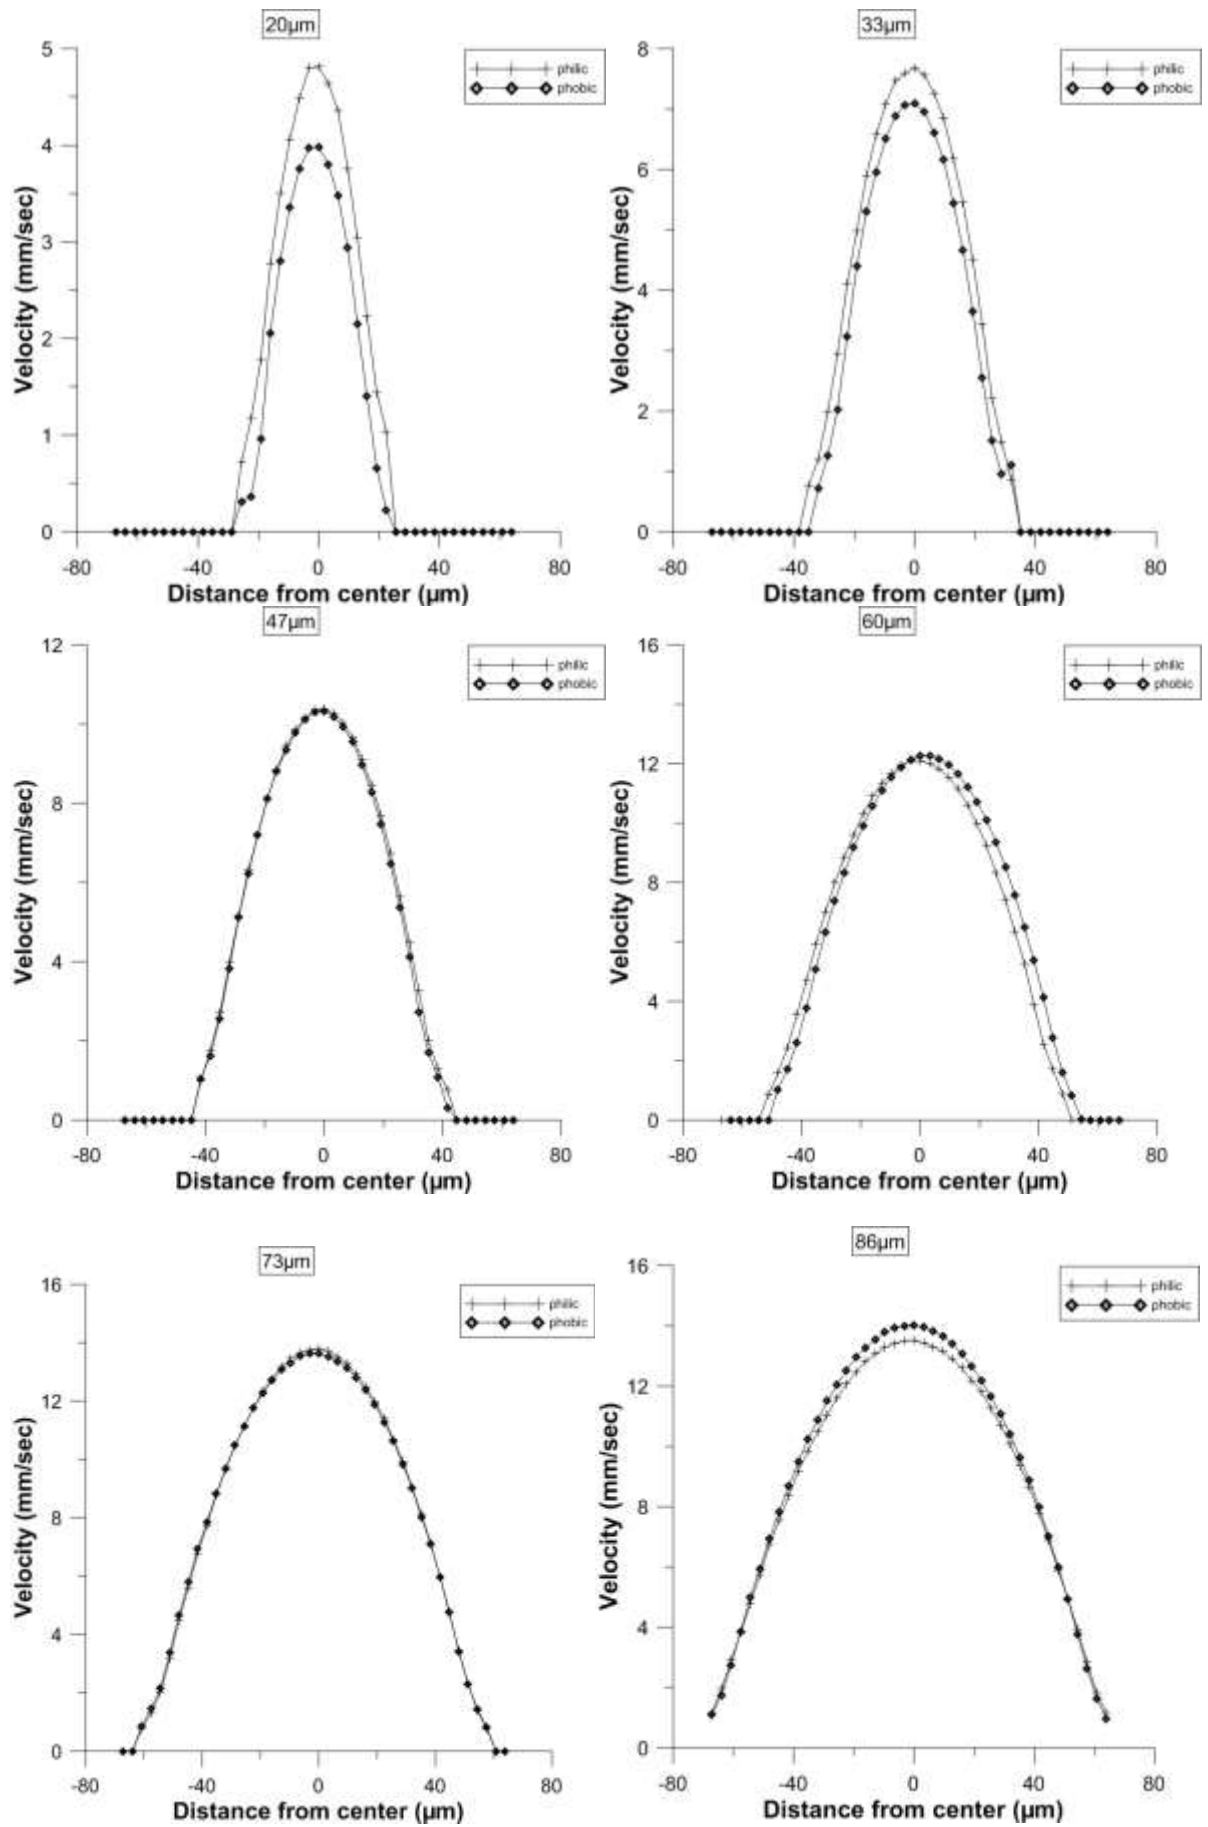 20µm
5
4
3
2
1
0
Velocity (mm/sec)
philic
phobic
-80 -40 0 40 80
Distance from center (µm)
33µm
8
6
4
2
0
Velocity (mm/sec)
philic
phobic
-80 -40 0 40 80
Distance from center (µm)
47µm
12
8
4
0
Velocity (mm/sec)
philic
phobic
-80 -40 0 40 80
Distance from center (µm)
60µm
16
12
8
4
0
Velocity (mm/sec)
philic
phobic
-80 -40 0 40 80
Distance from center (µm)
73µm
16
12
8
4
0
Velocity (mm/sec)
philic
phobic
-80 -40 0 40 80
Distance from center (µm)
86µm
16
12
8
4
0
Velocity (mm/sec)
philic
phobic
-80 -40 0 40 80
Distance from center (µm)